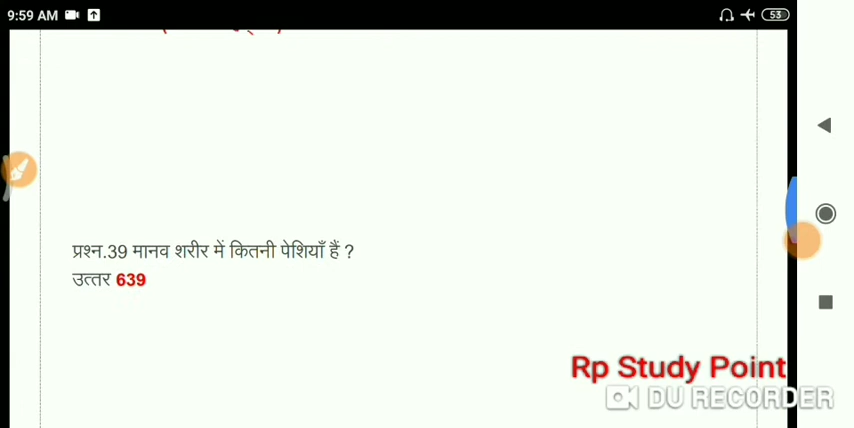 9:59 AM
53
प्रश्न.39 मानव शरीर में कितनी पेशियाँ हैं ?
उत्तर 639
Rp Study Point
DU RECORDER